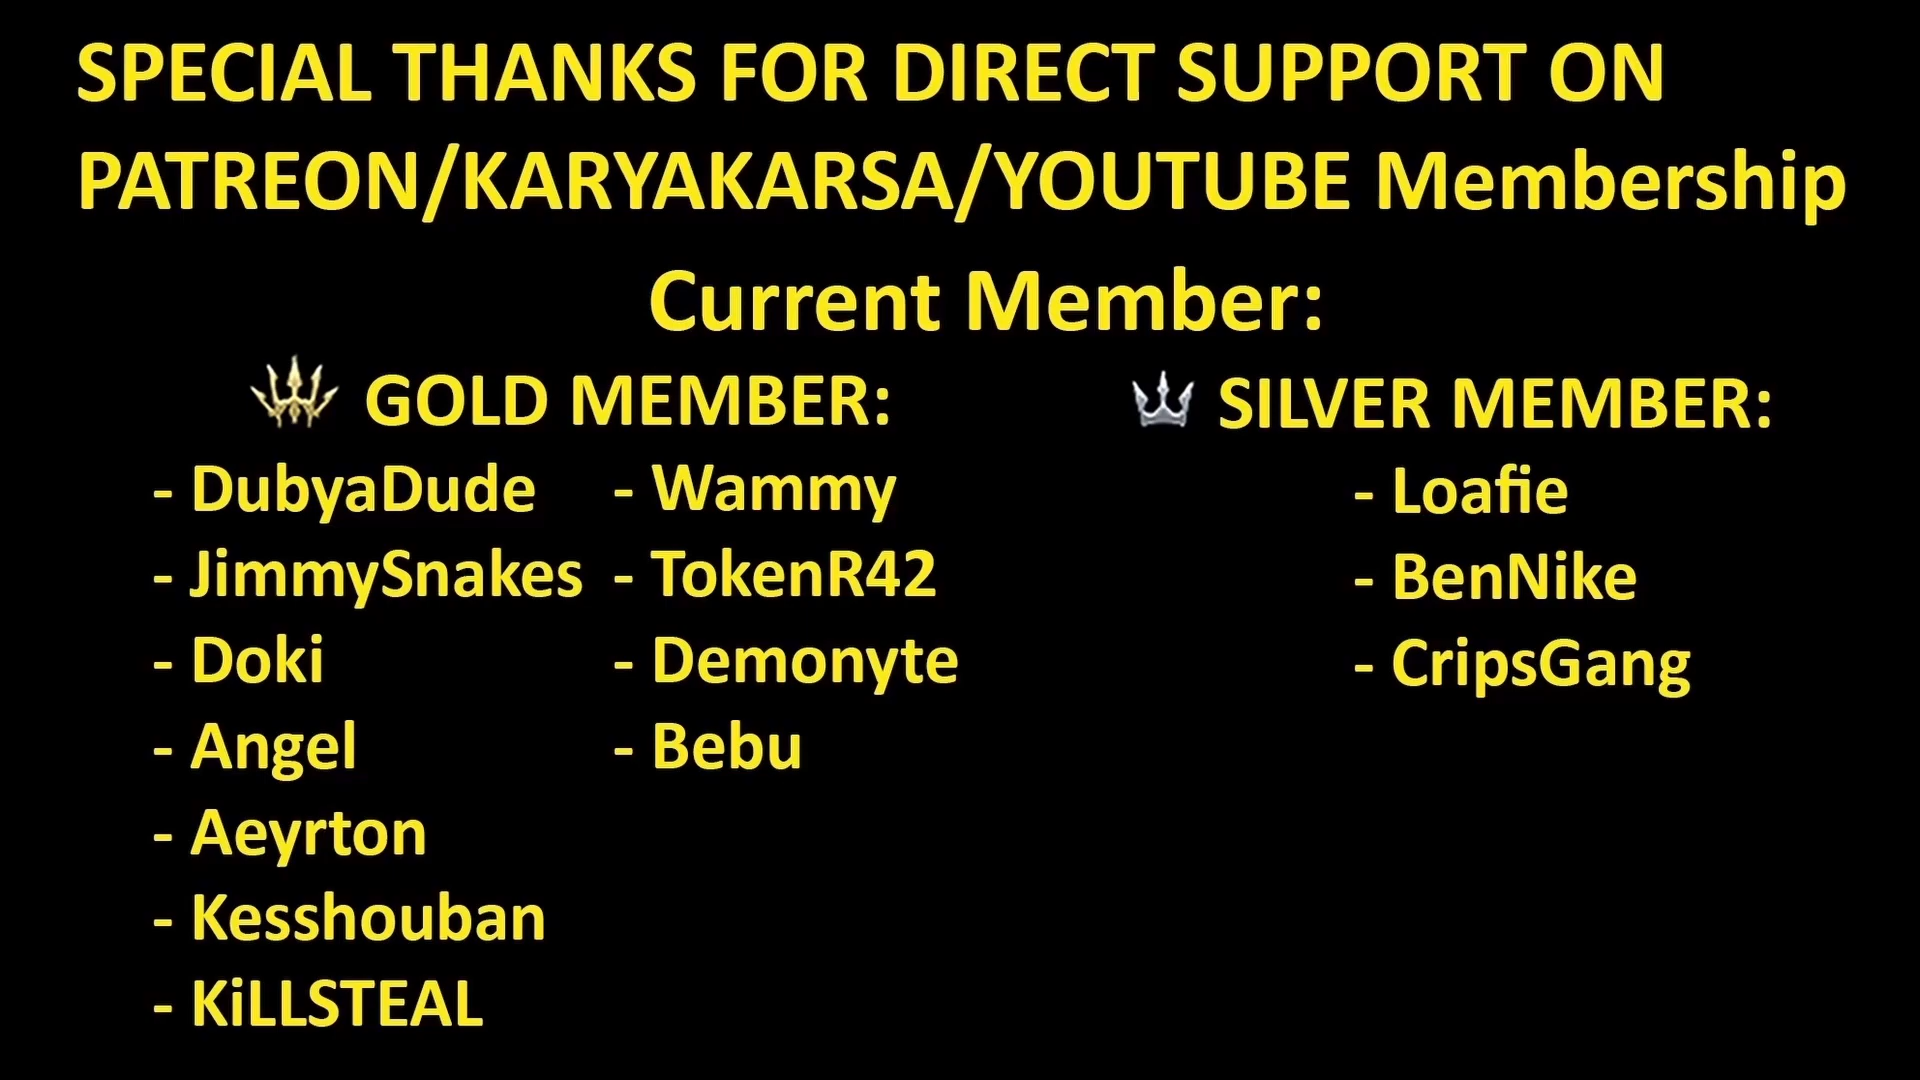 SPECIAL THANKS FOR DIRECT SUPPORT ON
PATREON/KARYAKARSA/YOUTUBE Membership
Current Member:
GOLD MEMBER:
- DubyaDude
- JimmySnakes
- Doki
- Angel
- Aeyrton
- Kesshouban
- KiLLSTEAL
- Wammy
- TokenR42
- Demonyte
- Bebu
SILVER MEMBER:
- Loafie
- BenNike
- CripsGang